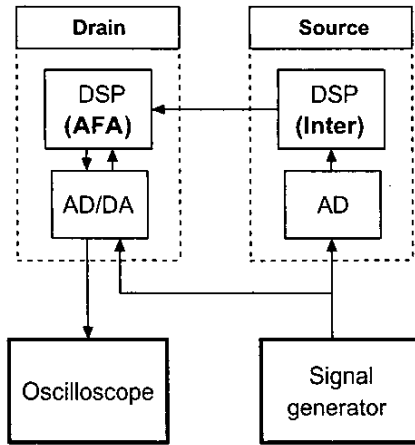 Drain
Source
DSP
(AFA)
DSP
(Inter)
AD/DA
AD
Oscilloscope
Signal
generator